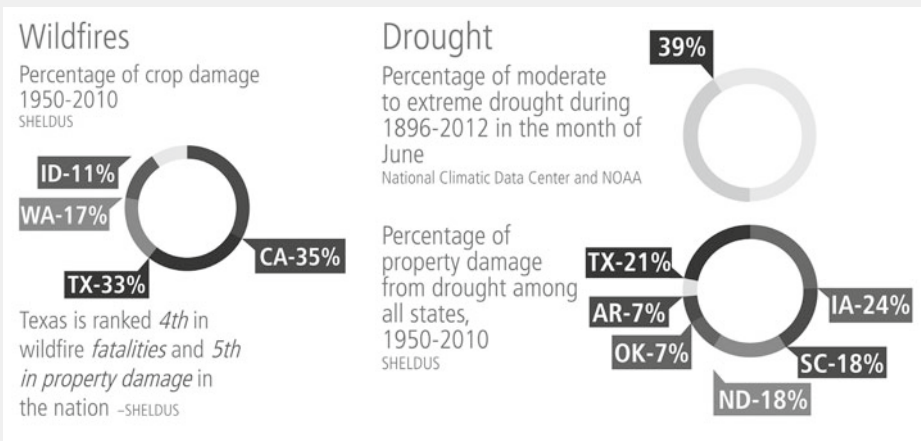 Wildfires
Percentage of crop damage
1950-2010
SHELDUS
ID-11%
WA-17%
CA-35%
TX-33%
Texas is ranked 4th in
wildfire fatalities and 5th
in property damage in
the nation –SHELDUS
Drought
39%
Percentage of moderate
to extreme drought during
1896-2012 in the month of
June
National Climatic Data Center and NOAA
Percentage of
property damage
from drought among
all states,
1950-2010
SHELDUS
TX-21%
IA-24%
AR-7%
OK-7%
SC-18%
ND-18%